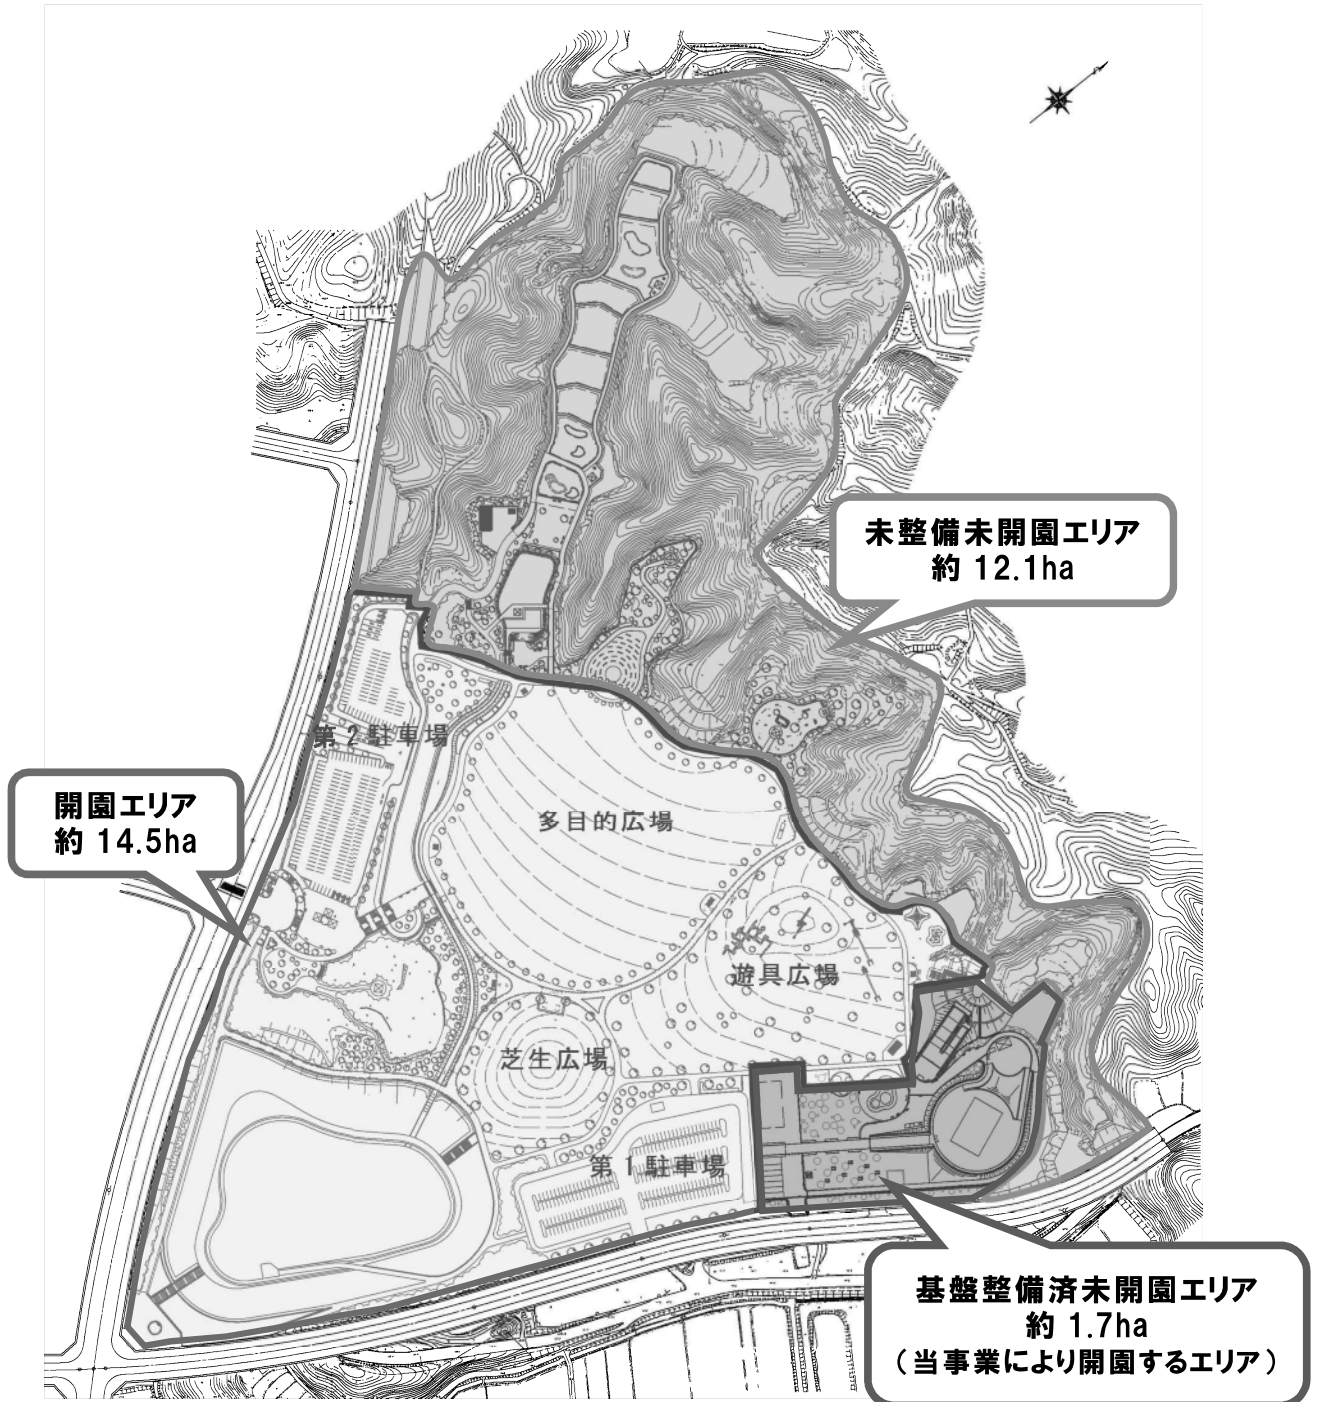 未整備未開園エリア
約 12.1ha
第2駐車場
開園エリア
約 14.5ha
多目的広場
遊具広場
芝生広場
第1駐車場
基盤整備済未開園エリア
約 1.7ha
(当事業により開園するエリア)